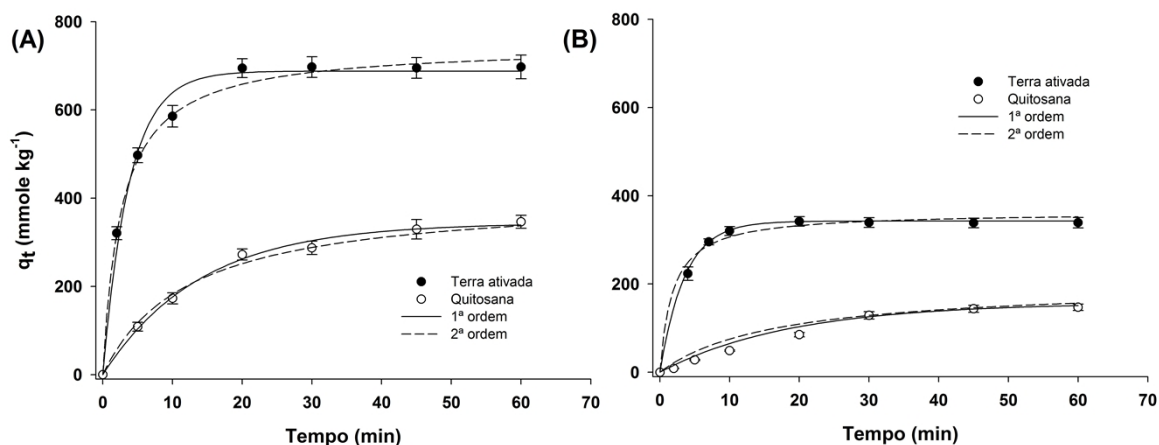 (A)
800
600
400
200
0
qt (mmole kg-1)
Terra ativada
Quitosana
1ª ordem
2ª ordem
0 10 20 30 40 50 60 70
Tempo (min)
(B)
800
600
400
200
0
Terra ativada
Quitosana
1ª ordem
2ª ordem
0 10 20 30 40 50 60 70
Tempo (min)